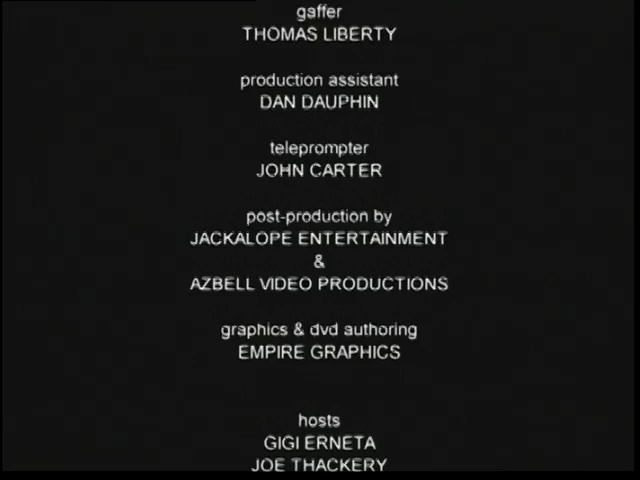 gaffer
THOMAS LIBERTY
production assistant
DAN DAUPHIN
teleprompter
JOHN CARTER
post-production by
JACKALOPE ENTERTAINMENT
&
AZBELL VIDEO PRODUCTIONS
graphics & dvd authoring
EMPIRE GRAPHICS
hosts
GIGI ERNETA
JOE THACKERY